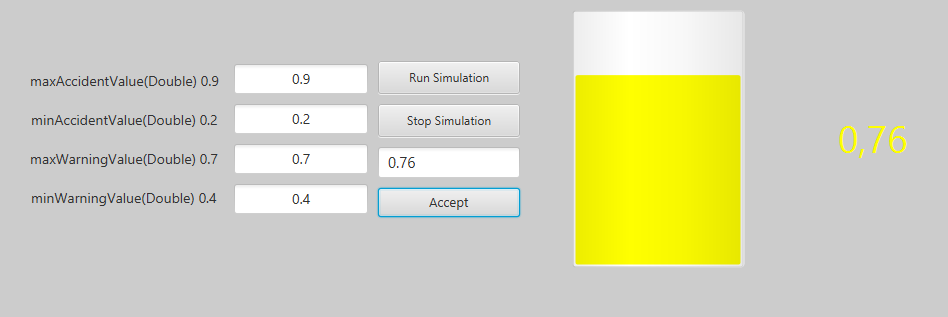 maxAccidentValue(Double) 0.9
0.9
Run Simulation
minAccidentValue(Double) 0.2
0.2
Stop Simulation
maxWarningValue(Double) 0.7
0.7
0.76
minWarningValue(Double) 0.4
0.4
Accept
0,76